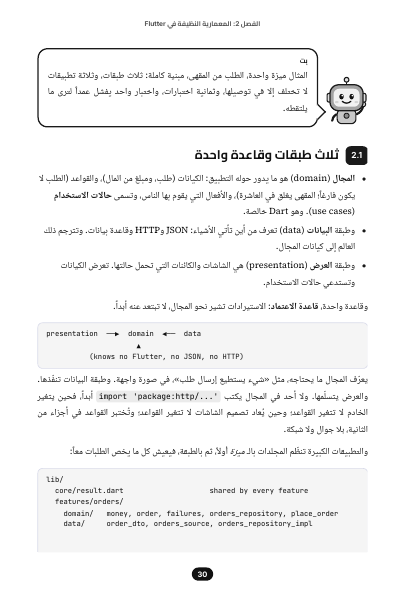 الفصل 2: المعمارية النظيفة في Flutter
بِت
المثال ميزة واحدة، الطلب من المقهى، مبنية كاملة: ثلاث طبقات، وثلاثة تطبيقات
لا تختلف إلا في توصيلها، وثمانية اختبارات، واختبار واحد يفشل عمداً لترى ما
يلتقطه.
2.1 ثلاث طبقات وقاعدة واحدة
• المجال (domain) هو ما يدور حوله التطبيق: الكيانات (طلب، ومبلغ من المال)، والقواعد (الطلب لا
يكون فارغاً؛ المقهى يغلق في العاشرة)، والأفعال التي يقوم بها الناس، وتسمى حالات الاستخدام
(use cases). وهو Dart خالصة.
• وطبقة البيانات (data) تعرف من أين تأتي الأشياء: JSON وHTTP وقاعدة بيانات. وتترجم ذلك
العالم إلى كيانات المجال.
• وطبقة العرض (presentation) هي الشاشات والكائنات التي تحمل حالتها. تعرض الكيانات
وتستدعي حالات الاستخدام.
وقاعدة واحدة، قاعدة الاعتماد: الاستيرادات تشير نحو المجال، لا تبتعد عنه أبداً.
presentation ──▶ domain ◀── data
▲
(knows no Flutter, no JSON, no HTTP)
يعرّف المجال ما يحتاجه، مثل «شيء يستطيع إرسال طلب»، في صورة واجهة. وطبقة البيانات تنفّذها.
والعرض يتسلّمها. ولا أحد في المجال يكتب import 'package:http/...' أبداً، فحين يتغير
الخادم لا تتغير القواعد؛ وحين يُعاد تصميم الشاشات لا تتغير القواعد؛ وتُختبر القواعد في أجزاء من
الثانية، بلا جوال ولا شبكة.
والتطبيقات الكبيرة تنظّم المجلدات بالـ ميزة أولاً، ثم بالطبقة، فيعيش كل ما يخص الطلبات معاً:
lib/
core/result.dart shared by every feature
features/orders/
domain/ money, order, failures, orders_repository, place_order
data/ order_dto, orders_source, orders_repository_impl
30